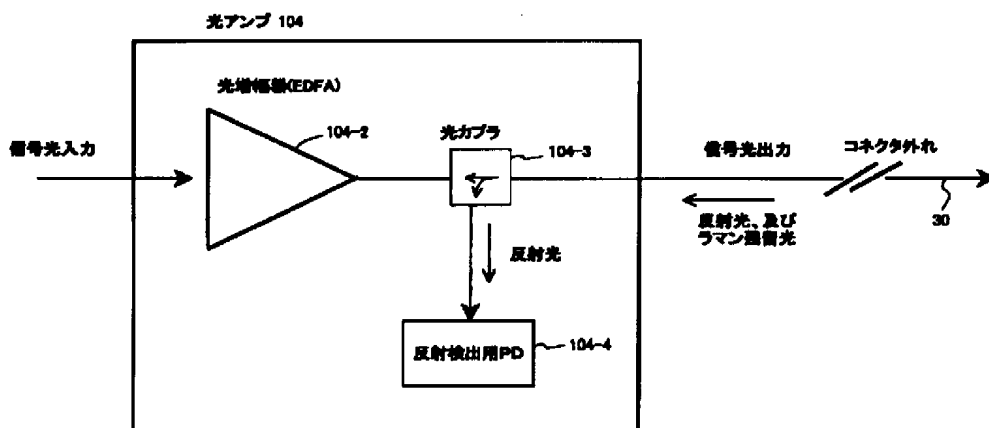 光アンプ 104
光増幅器(EDFA)
104-2
光カプラ
104-3
信号光入力
信号光出力
コネクタ外れ
30
反射光、及び
ラマン残留光
反射光
反射検出用PD
104-4